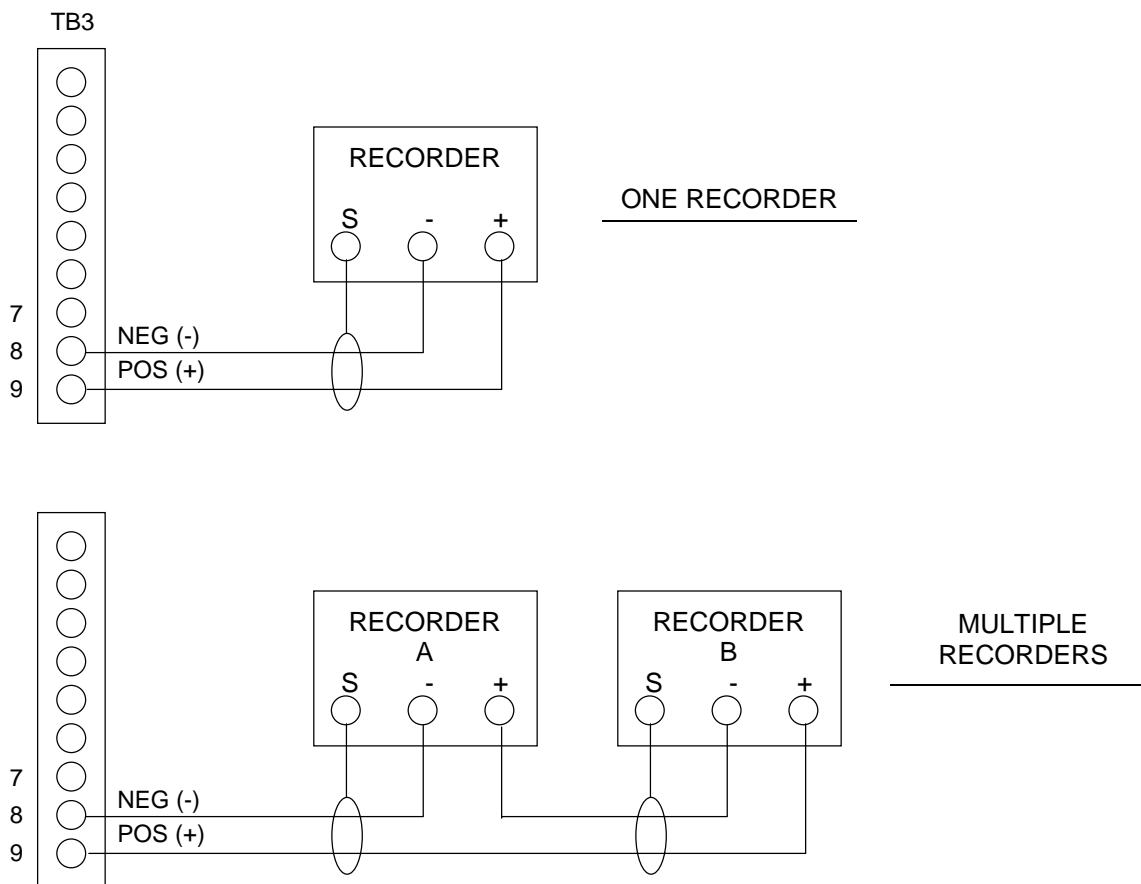 TB3
RECORDER
S - +
ONE RECORDER
7
8
9
NEG (-)
POS (+)
RECORDER
A
S - +
RECORDER
B
S - +
MULTIPLE
RECORDERS
7
8
9
NEG (-)
POS (+)